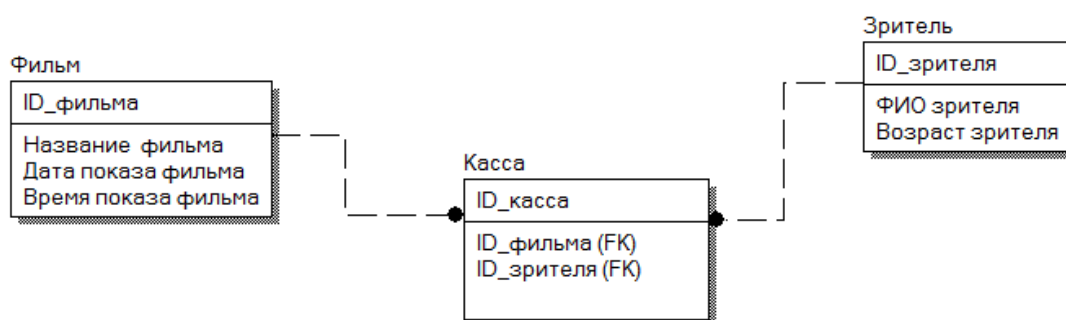 Фильм
ID_фильма
Название фильма
Дата показа фильма
Время показа фильма
Касса
ID_касса
ID_фильма (FK)
ID_зрителя (FK)
Зритель
ID_зрителя
ФИО зрителя
Возраст зрителя